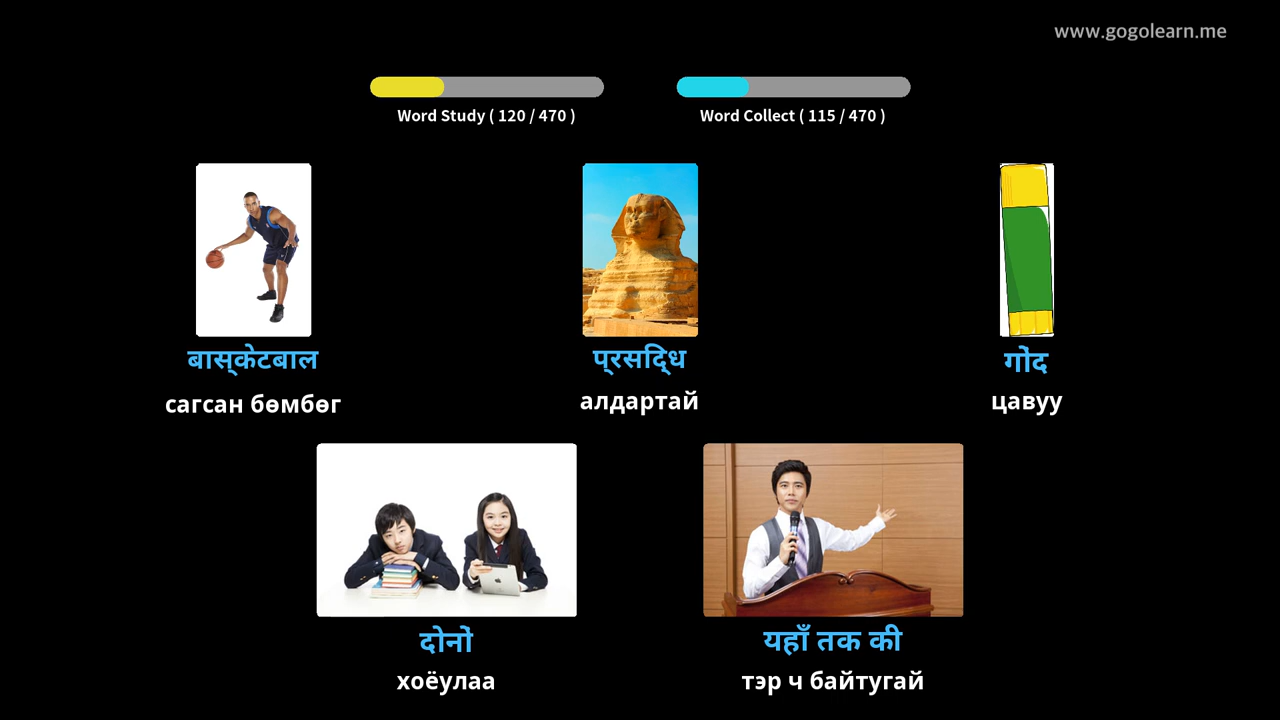 www.gogolearn.me
Word Study ( 120 / 470 )
Word Collect ( 115 / 470 )
बास्केटबाल
प्रसिद्धि
गोंद
сагсан бөмбөг
алдартай
цавуу
दोनों
यहाँ तक की
хоёулаа
тэр ч байтугай